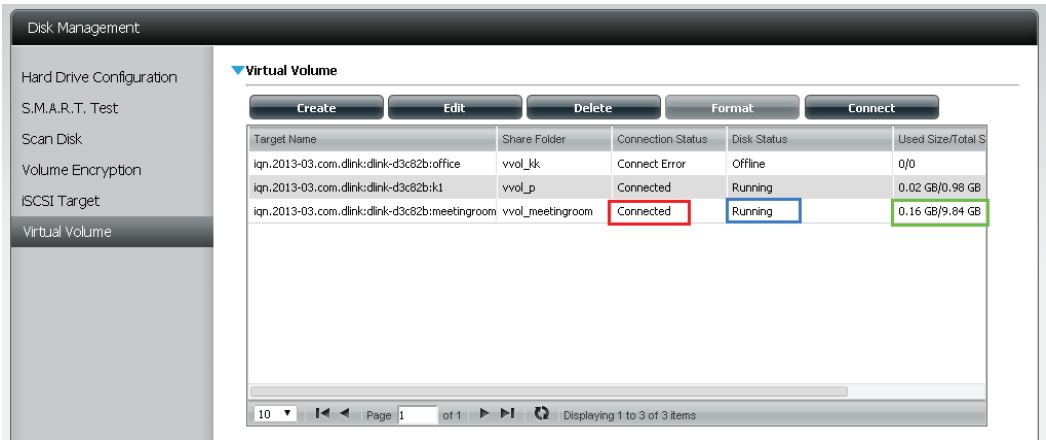 Disk Management
Hard Drive Configuration
S.M.A.R.T. Test
Scan Disk
Volume Encryption
iSCSI Target
Virtual Volume
Virtual Volume
Create Edit Delete Format Connect
Target Name Share Folder Connection Status Disk Status Used Size/Total S
iqn.2013-03.com.dlink:dlink-d3c82b:office vvol_kk Connect Error Offline 0/0
iqn.2013-03.com.dlink:dlink-d3c82b:k1 vvol_p Connected Running 0.02 GB/0.98 GB
iqn.2013-03.com.dlink:dlink-d3c82b:meetingroom vvol_meetingroom Connected Running 0.16 GB/9.84 GB
10 Page 1 of 1 Displaying 1 to 3 of 3 items